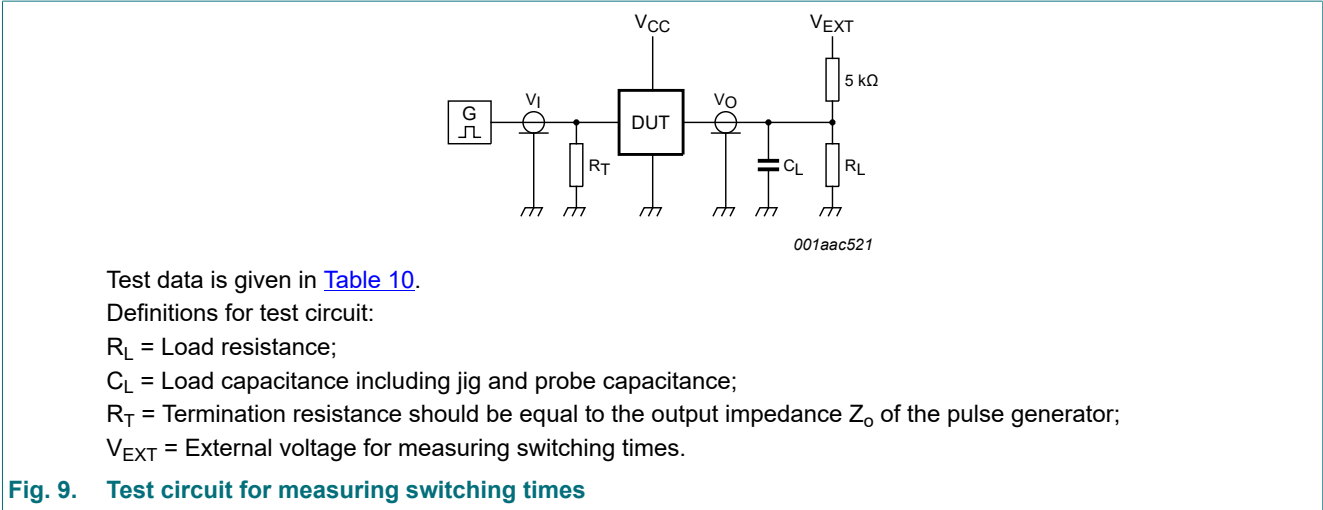 VCC VEXT
5 kΩ
G VI DUT VO
RT CL RL
001aac521
Test data is given in Table 10.
Definitions for test circuit:
RL = Load resistance;
CL = Load capacitance including jig and probe capacitance;
RT = Termination resistance should be equal to the output impedance Zo of the pulse generator;
VEXT = External voltage for measuring switching times.
Fig. 9. Test circuit for measuring switching times